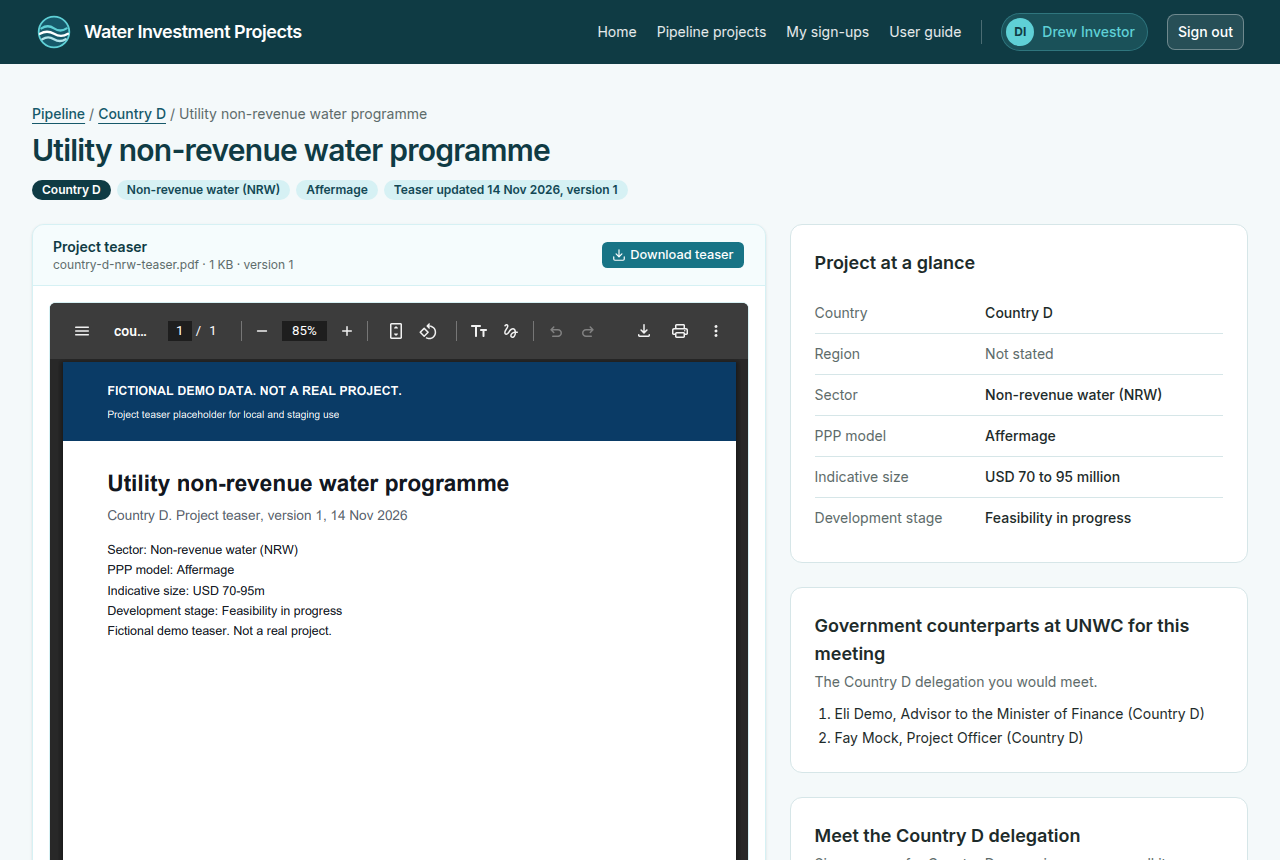 Water Investment Projects
Home
Pipeline projects
My sign-ups
User guide
DI
Drew Investor
Sign out
Pipeline / Country D / Utility non-revenue water programme
Utility non-revenue water programme
Country D
Non-revenue water (NRW)
Affermage
Teaser updated 14 Nov 2026, version 1
Project teaser
country-d-nrw-teaser.pdf · 1 KB · version 1
Download teaser
cou...
1 / 1
85%
FICTIONAL DEMO DATA. NOT A REAL PROJECT.
Project teaser placeholder for local and staging use
Utility non-revenue water programme
Country D. Project teaser, version 1, 14 Nov 2026
Sector: Non-revenue water (NRW)
PPP model: Affermage
Indicative size: USD 70-95m
Development stage: Feasibility in progress
Fictional demo teaser. Not a real project.
Project at a glance
Country
Country D
Region
Not stated
Sector
Non-revenue water (NRW)
PPP model
Affermage
Indicative size
USD 70 to 95 million
Development stage
Feasibility in progress
Government counterparts at UNWC for this
meeting
The Country D delegation you would meet.
1. Eli Demo, Advisor to the Minister of Finance (Country D)
2. Fay Mock, Project Officer (Country D)
Meet the Country D delegation